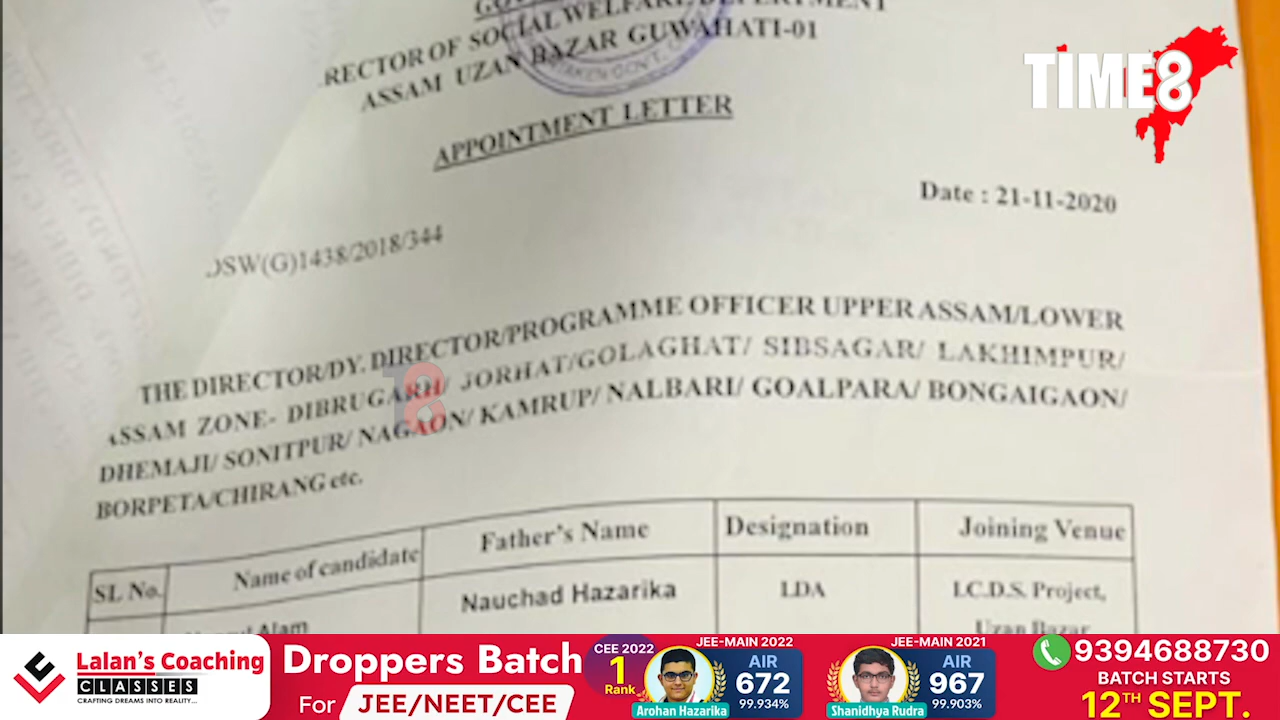 SOCIAL WELFARE DEPARTMENT
RECTOR OF
ASSAM UZAN BAZAR GUWAHATI-01
TIME8
APPOINTMENT LETTER
Date : 21-11-2020
DSW(G)1438/2018/344
THE DIRECTOR/DY. DIRECTOR/PROGRAMME OFFICER UPPER ASSAM/LOWER
ASSAM ZONE- DIBRUGARH/ JORHAT/GOLAGHAT/ SIBSAGAR/ LAKHIMPUR/
DHEMAJI/ SONITPUR/ NAGAON/ KAMRUP/ NALBARI/ GOALPARA/ BONGAIGAON/
BORPETA/CHIRANG etc.
SL No. Name of candidate Father's Name Designation Joining Venue
Alam Nauchad Hazarika LDA I.C.D.S. Project,
Uzan Bazar
Lalan's Coaching
CLASSES
CRAFTING DREAMS INTO REALITY...
Droppers Batch
For JEE/NEET/CEE
CEE 2022
1
Rank
JEE-MAIN 2022
AIR
672
99.934%
Arohan Hazarika
JEE-MAIN 2021
AIR
967
99.903%
Shanidhya Rudra
9394688730
BATCH STARTS
12TH SEPT.